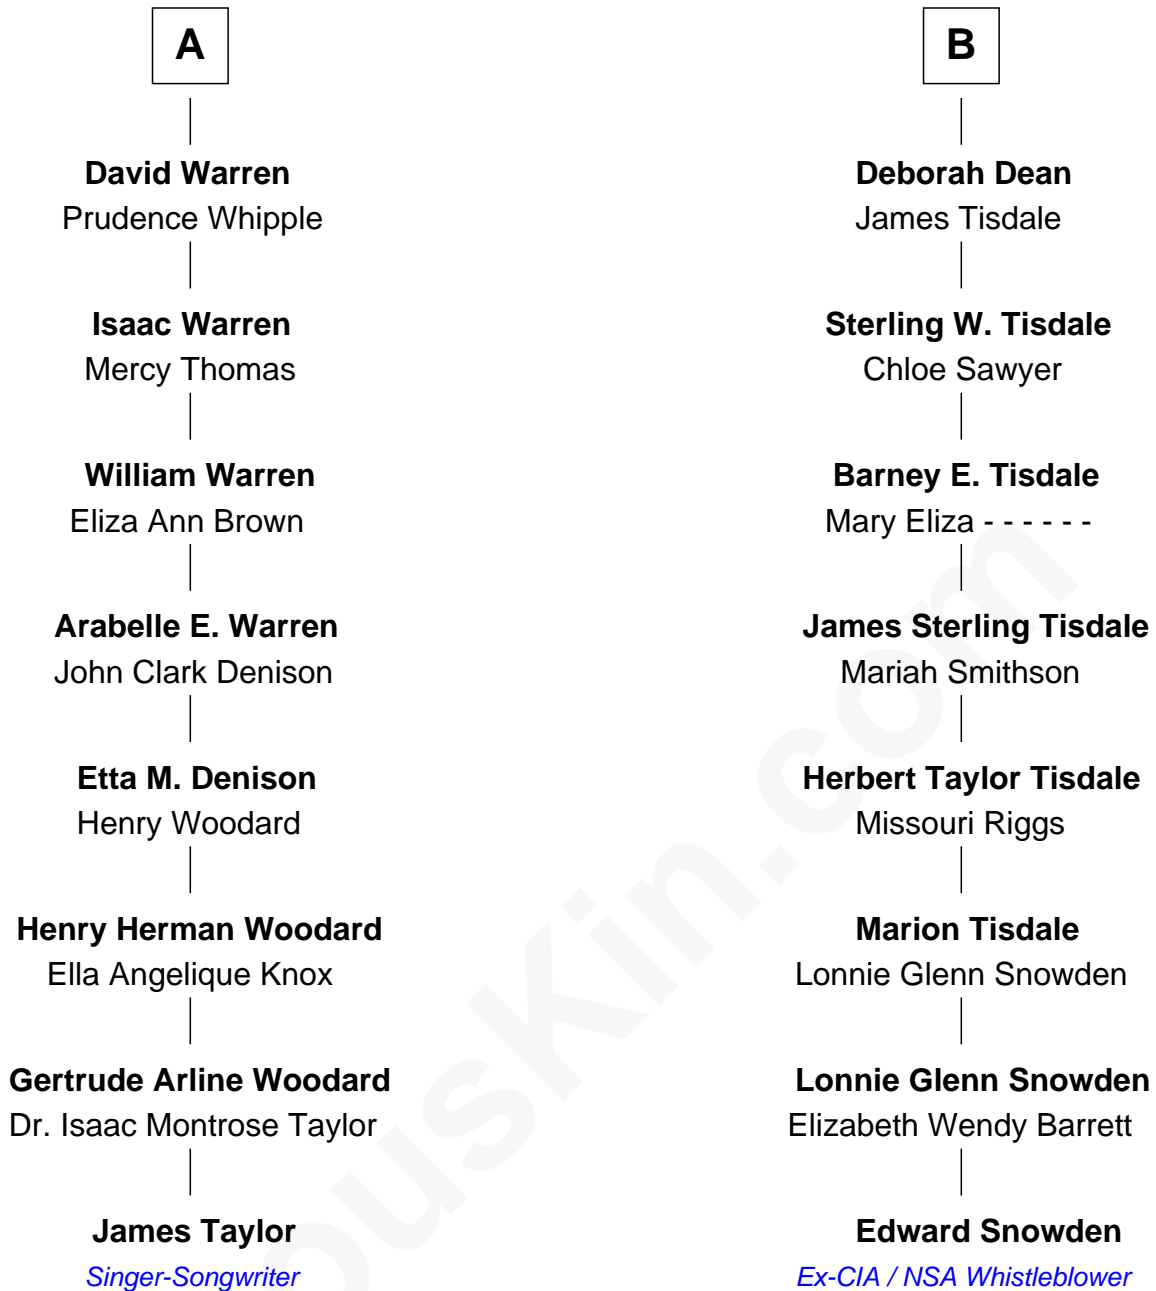 A
David Warren
Prudence Whipple
Isaac Warren
Mercy Thomas
William Warren
Eliza Ann Brown
Arabelle E. Warren
John Clark Denison
Etta M. Denison
Henry Woodard
Henry Herman Woodard
Ella Angelique Knox
Gertrude Arline Woodard
Dr. Isaac Montrose Taylor
James Taylor
Singer-Songwriter
B
Deborah Dean
James Tisdale
Sterling W. Tisdale
Chloe Sawyer
Barney E. Tisdale
Mary Eliza - - - - - -
James Sterling Tisdale
Mariah Smithson
Herbert Taylor Tisdale
Missouri Riggs
Marion Tisdale
Lonnie Glenn Snowden
Lonnie Glenn Snowden
Elizabeth Wendy Barrett
Edward Snowden
Ex-CIA / NSA Whistleblower
ousKin.com